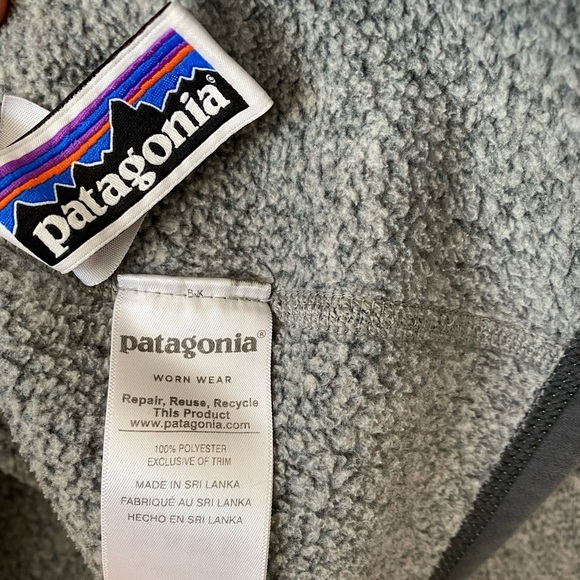 patagonia®
B.K
patagonia®
WORN WEAR
Repair, Reuse, Recycle
This Product
www.patagonia.com
100% POLYESTER
EXCLUSIVE OF TRIM
MADE IN SRI LANKA
FABRIQUÉ AU SRI LANKA
HECHO EN SRI LANKA